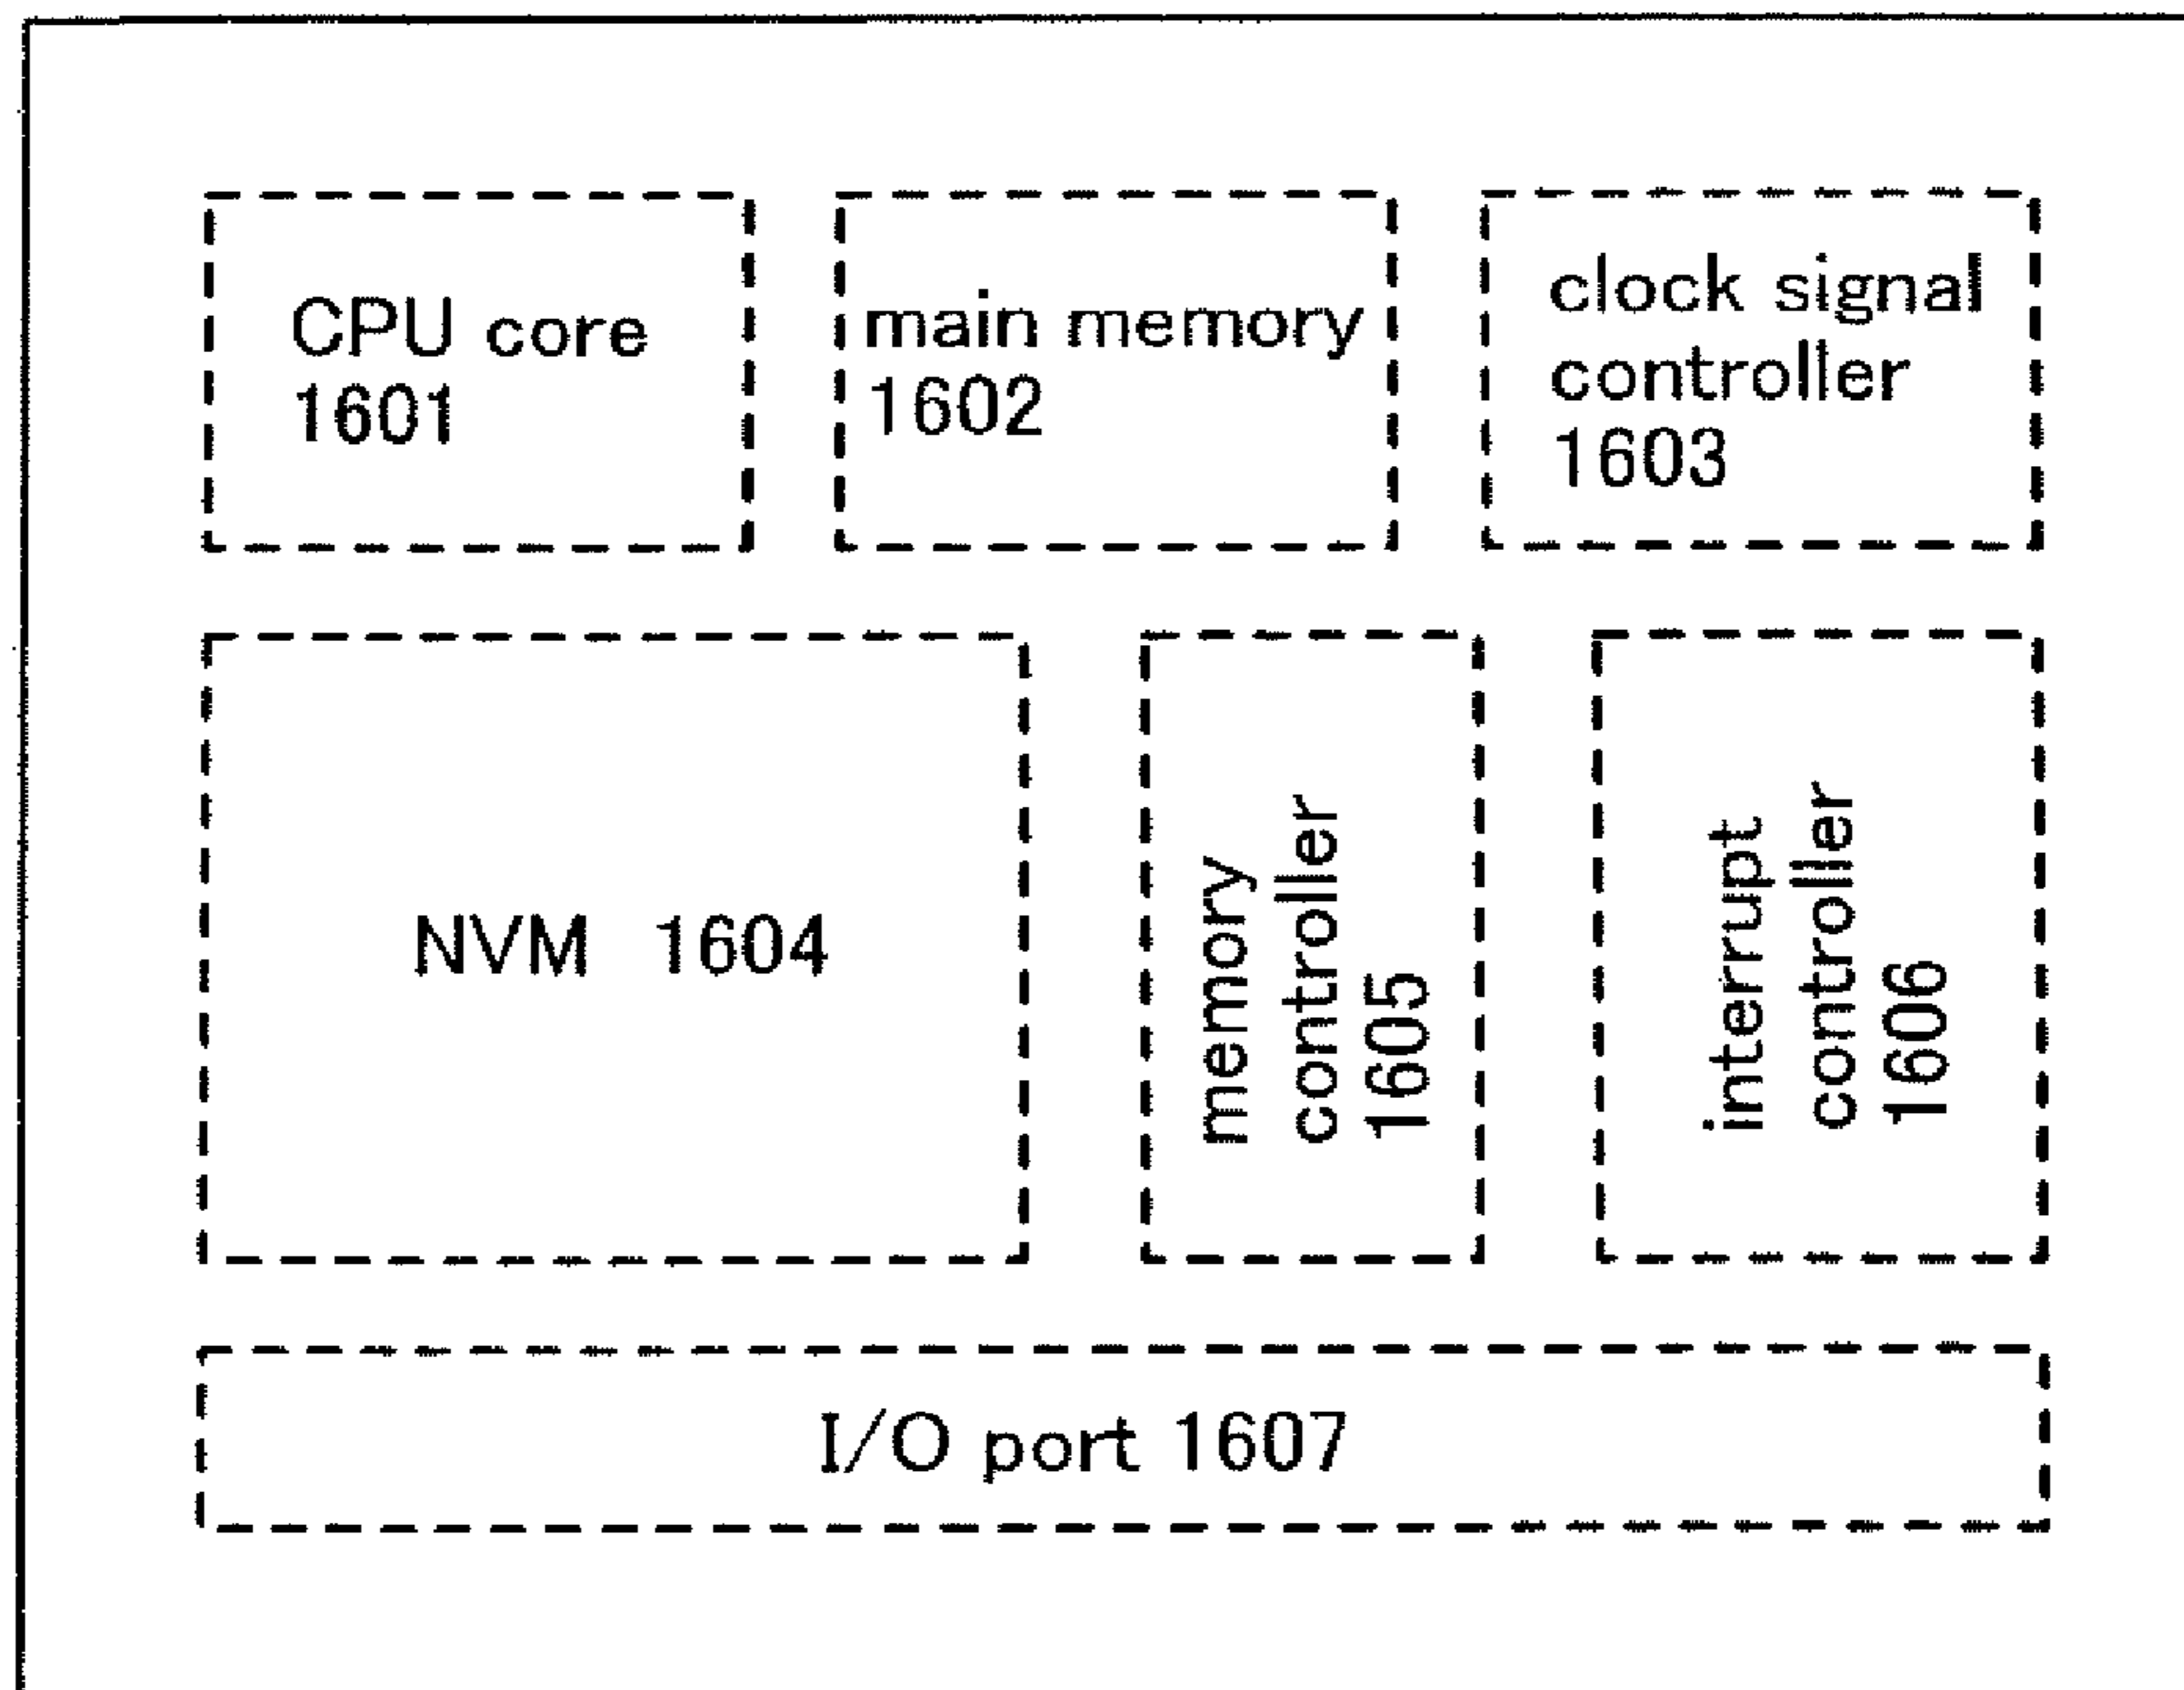 CPU core
1601
main memory
1602
clock signal
controller
1603
NVM 1604
memory
controller
1605
interrupt
controller
1606
I/O port 1607